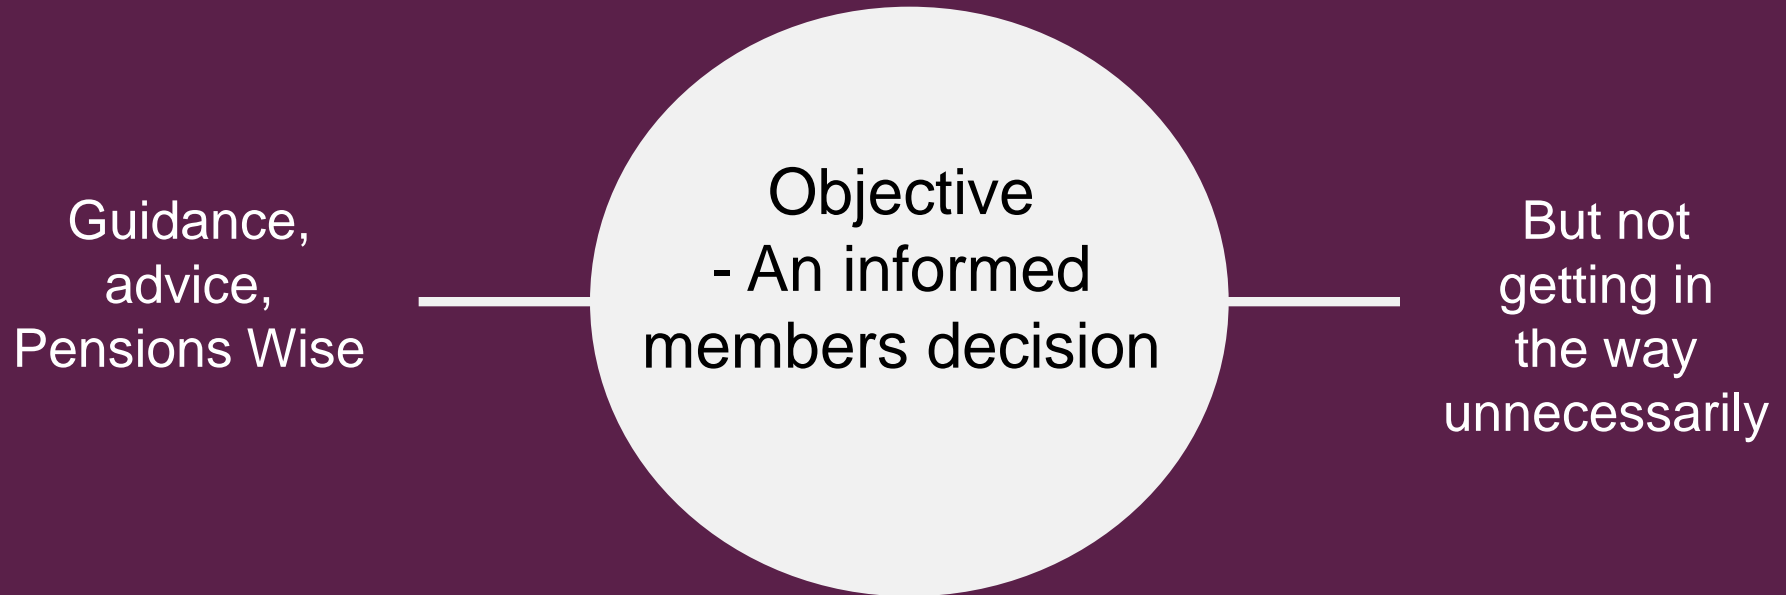 Guidance,
advice,
Pensions Wise
Objective
- An informed
members decision
But not
getting in
the way
unnecessarily